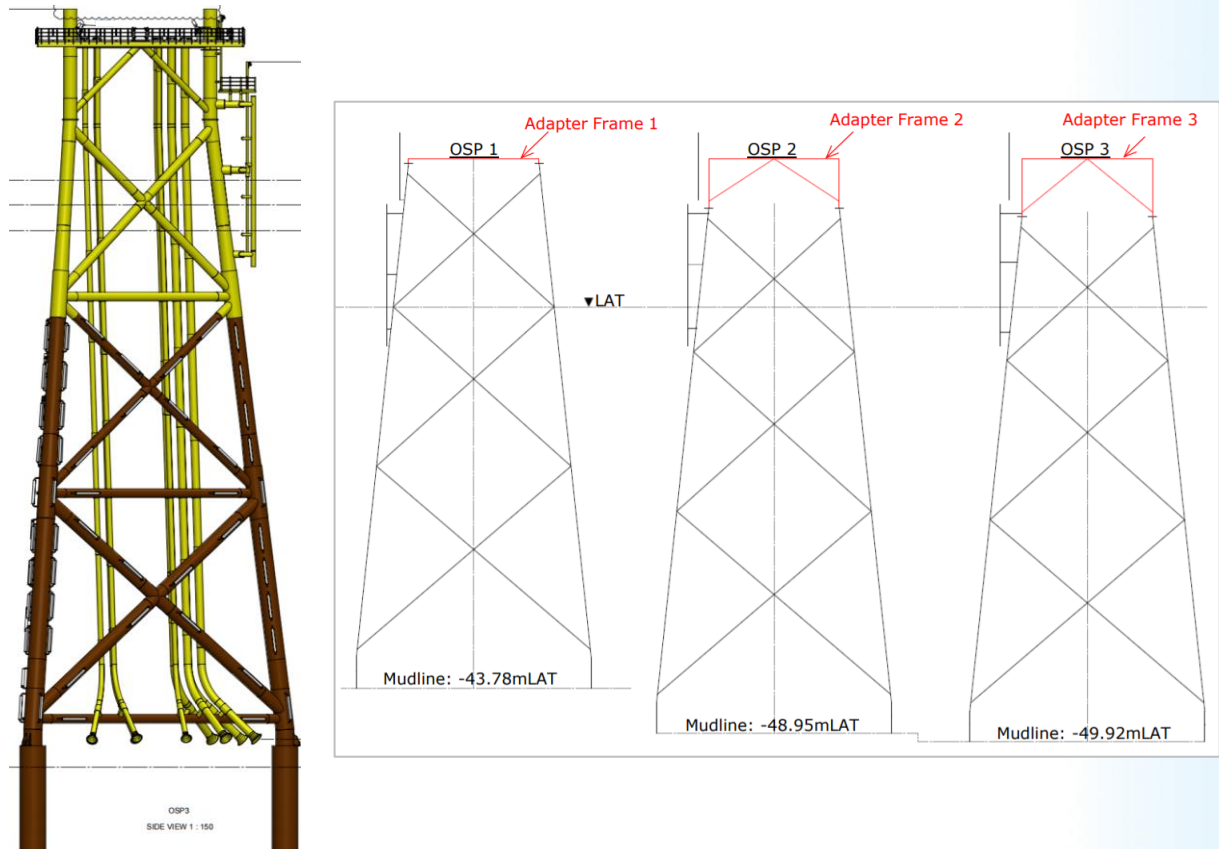 Adapter Frame 1
Adapter Frame 2
Adapter Frame 3
OSP 1
OSP 2
OSP 3
▼LAT
Mudline: -43.78mLAT
Mudline: -48.95mLAT
Mudline: -49.92mLAT
OSP3
SIDE VIEW 1 : 150